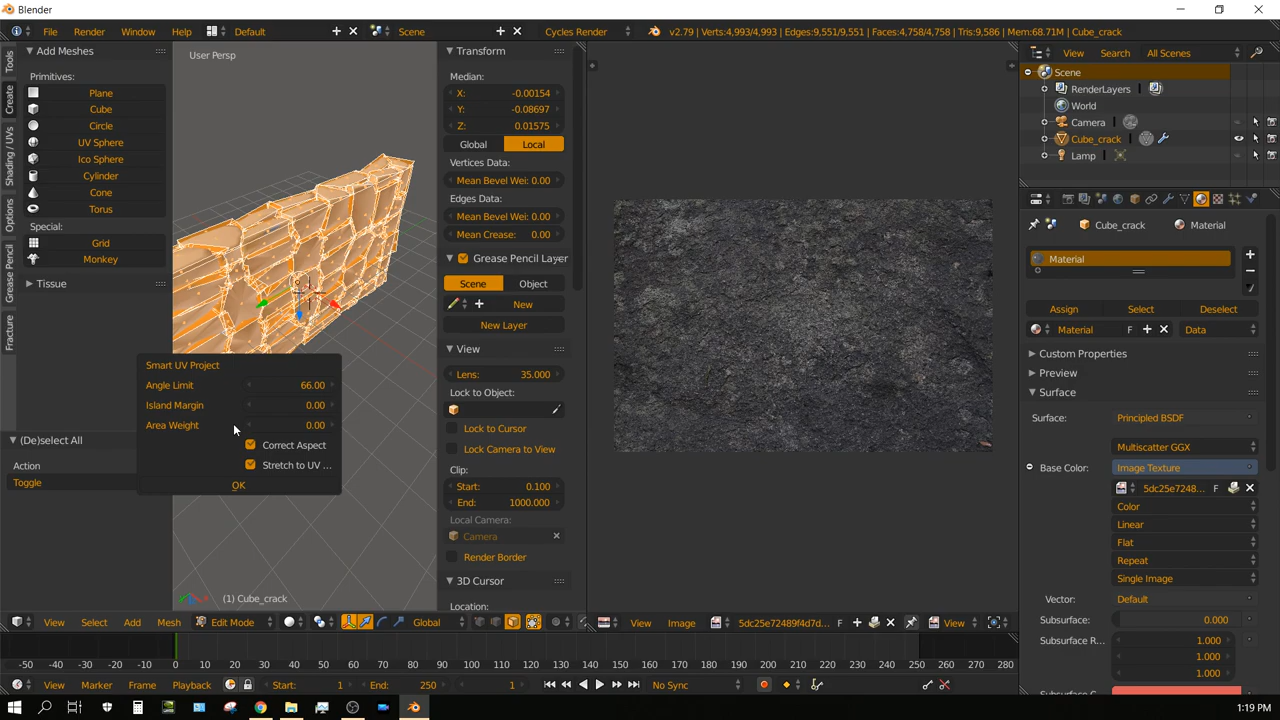 Blender
File Render Window Help Default Scene Cycles Render v2.79 | Verts:4,993/4,993 | Edges:9,551/9,551 | Faces:4,758/4,758 | Tris:9,586 | Mem:68.71M | Cube_crack
Tools
Create
Shading / UVs
Options
Grease Pencil
Fracture
Add Meshes
Primitives:
Plane
Cube
Circle
UV Sphere
Ico Sphere
Cylinder
Cone
Torus
Special:
Grid
Monkey
Tissue
(De)select All
Action
Toggle
User Persp
Smart UV Project
Angle Limit 66.00
Island Margin 0.00
Area Weight 0.00
Correct Aspect
Stretch to UV ...
OK
(1) Cube_crack
Transform
Median:
X: -0.00154
Y: -0.08697
Z: 0.01575
Global Local
Vertices Data:
Mean Bevel Wei: 0.00
Edges Data:
Mean Bevel Wei: 0.00
Mean Crease: 0.00
Grease Pencil Layer
Scene Object
New
New Layer
View
Lens: 35.000
Lock to Object:
Lock to Cursor
Lock Camera to View
Clip:
Start: 0.100
End: 1000.000
Local Camera:
Camera
Render Border
3D Cursor
Location:
View Search All Scenes
Scene
RenderLayers
World
Camera
Cube_crack
Lamp
Cube_crack Material
Material
Assign Select Deselect
Material F Data
Custom Properties
Preview
Surface
Surface: Principled BSDF
Multiscatter GGX
Base Color: Image Texture
5dc25e7248... F
Color
Linear
Flat
Repeat
Single Image
Vector: Default
Subsurface: 0.000
Subsurface R... 1.000
1.000
1.000
Subsurface C
View Select Add Mesh Edit Mode Global
View Image 5dc25e72489f4d7d... F View
-50 -40 -30 -20 -10 0 10 20 30 40 50 60 70 80 90 100 110 120 130 140 150 160 170 180 190 200 210 220 230 240 250 260 270 280
View Marker Frame Playback Start: 1 End: 250 1 No Sync
1:19 PM